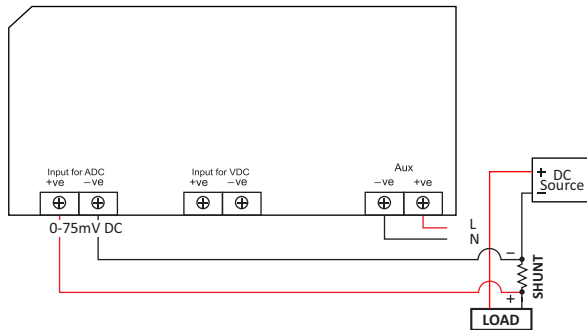 Input for ADC
+ve −ve
Input for VDC
+ve −ve
Aux
−ve +ve
0-75mV DC
L
N
+ DC
− Source
−
SHUNT
+
LOAD